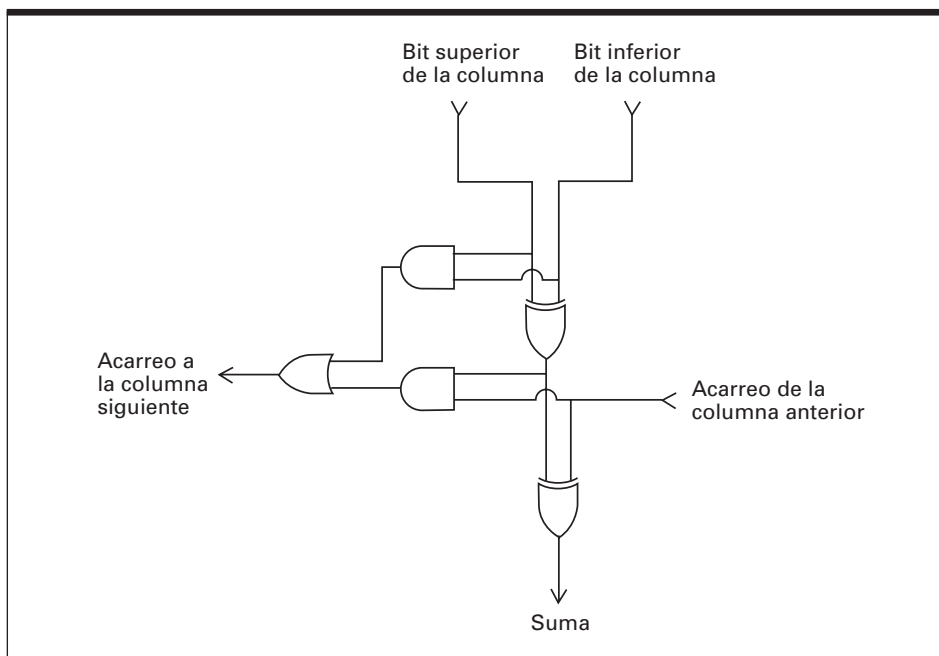 Bit superior
de la columna
Bit inferior
de la columna
Acarreo a
la columna
siguiente
Acarreo de la
columna anterior
Suma